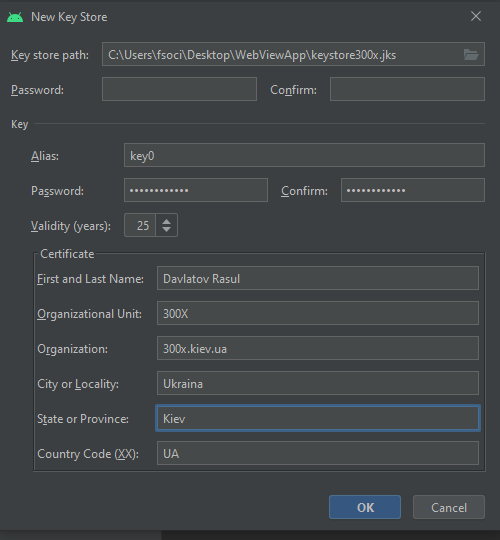 New Key Store
Key store path: C:\Users\fsoci\Desktop\WebViewApp\keystore300x.jks
Password: Confirm:
Key
Alias: key0
Password: •••••••••••• Confirm: ••••••••••••
Validity (years): 25
Certificate
First and Last Name: Davlatov Rasul
Organizational Unit: 300X
Organization: 300x.kiev.ua
City or Locality: Ukraina
State or Province: Kiev
Country Code (XX): UA
OK Cancel